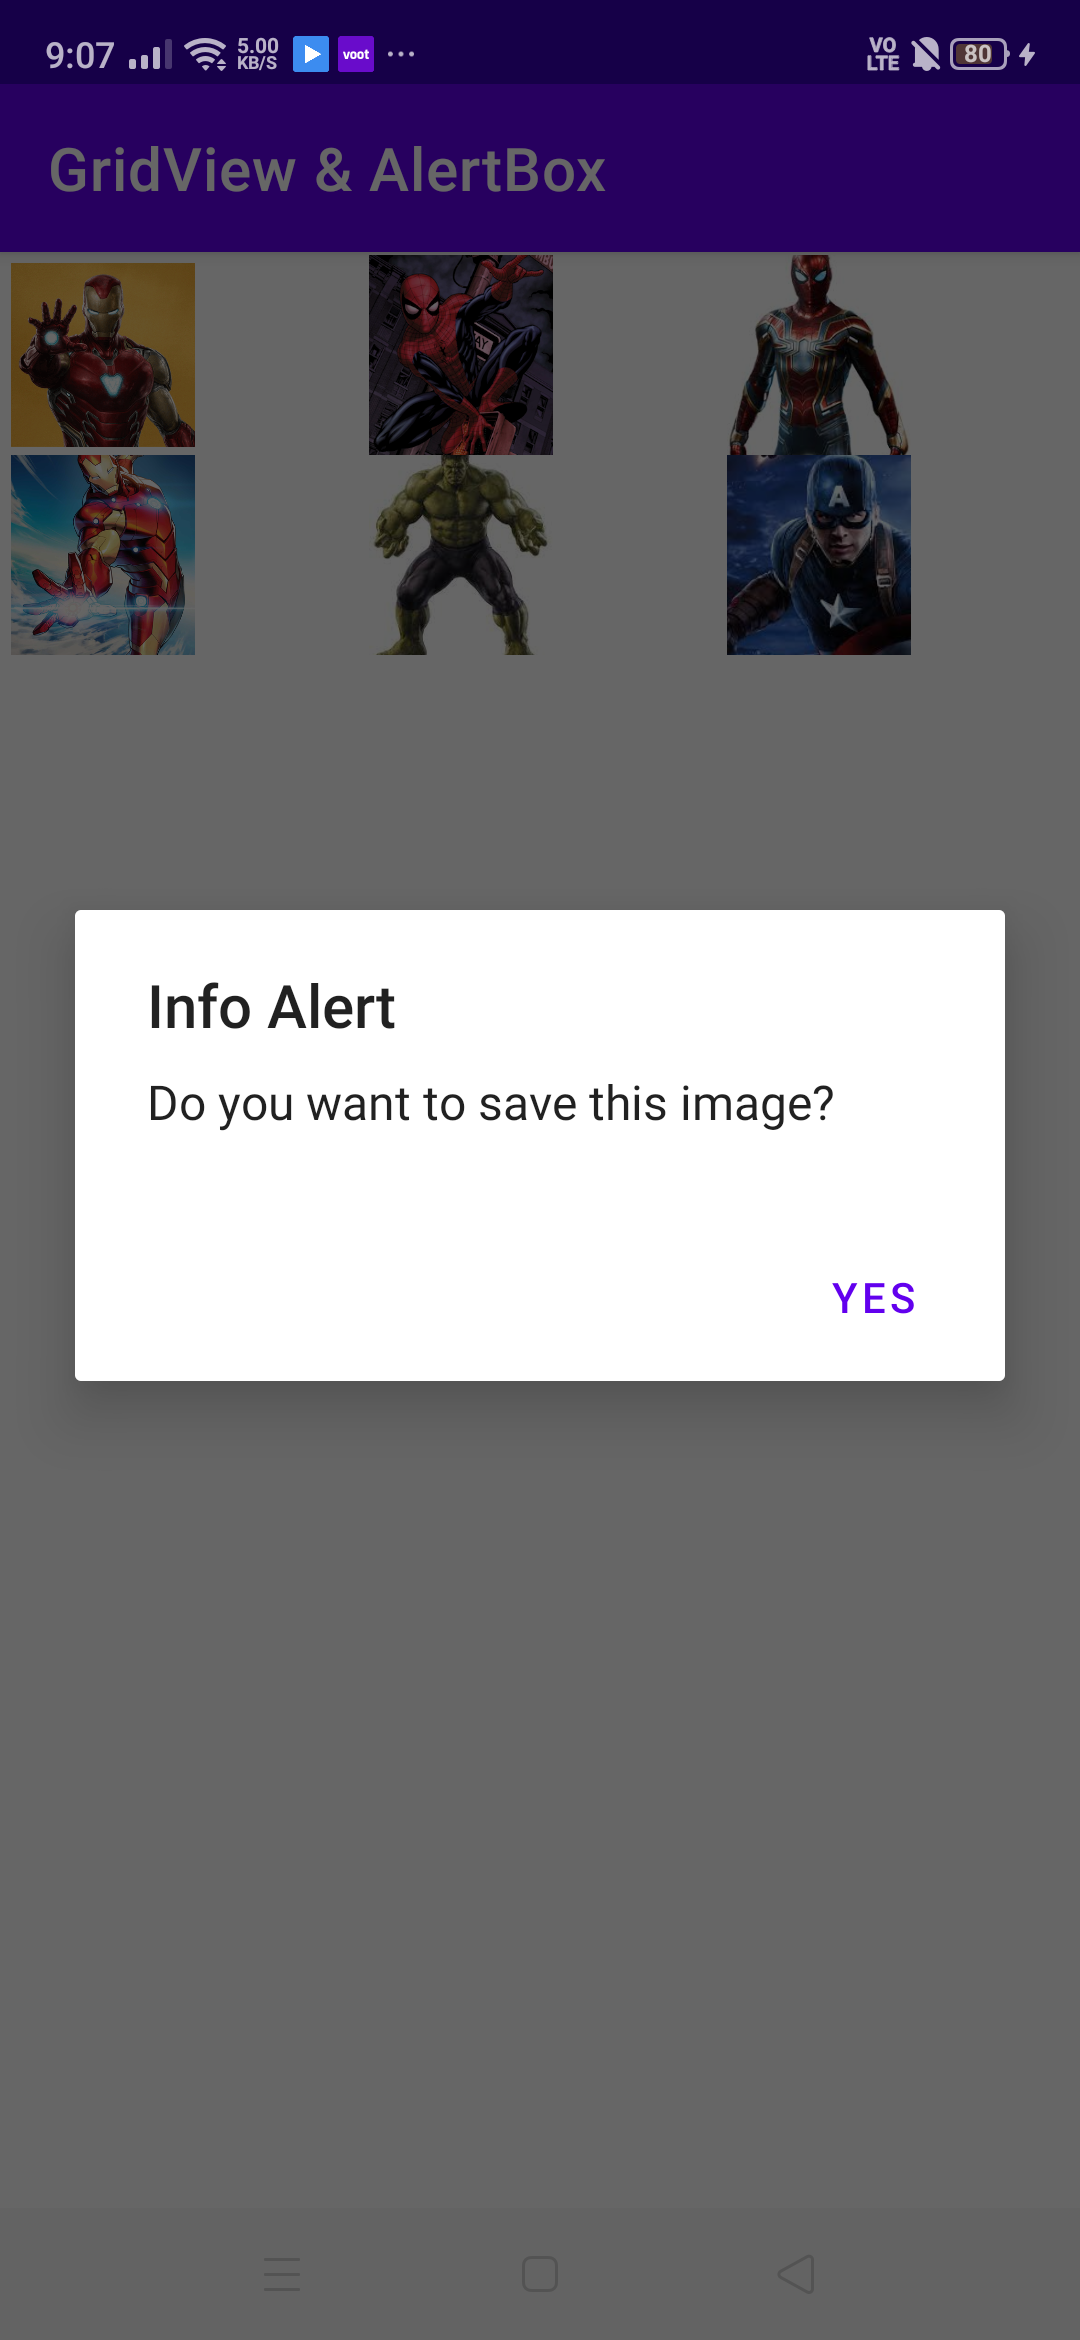 9:07 5.00 KB/S voot ... VO LTE 80
GridView & AlertBox
A
Info Alert
Do you want to save this image?
YES